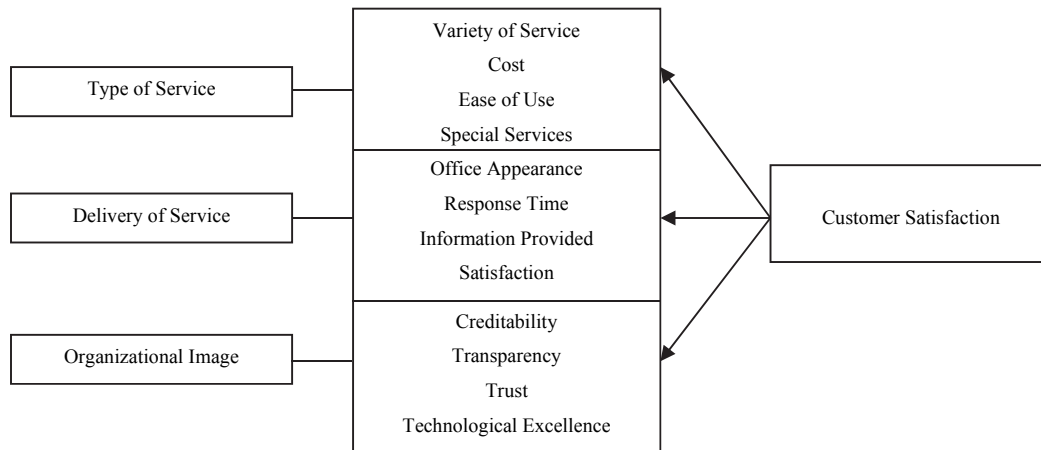 Type of Service
Variety of Service
Cost
Ease of Use
Special Services
Delivery of Service
Office Appearance
Response Time
Information Provided
Satisfaction
Organizational Image
Creditability
Transparency
Trust
Technological Excellence
Customer Satisfaction